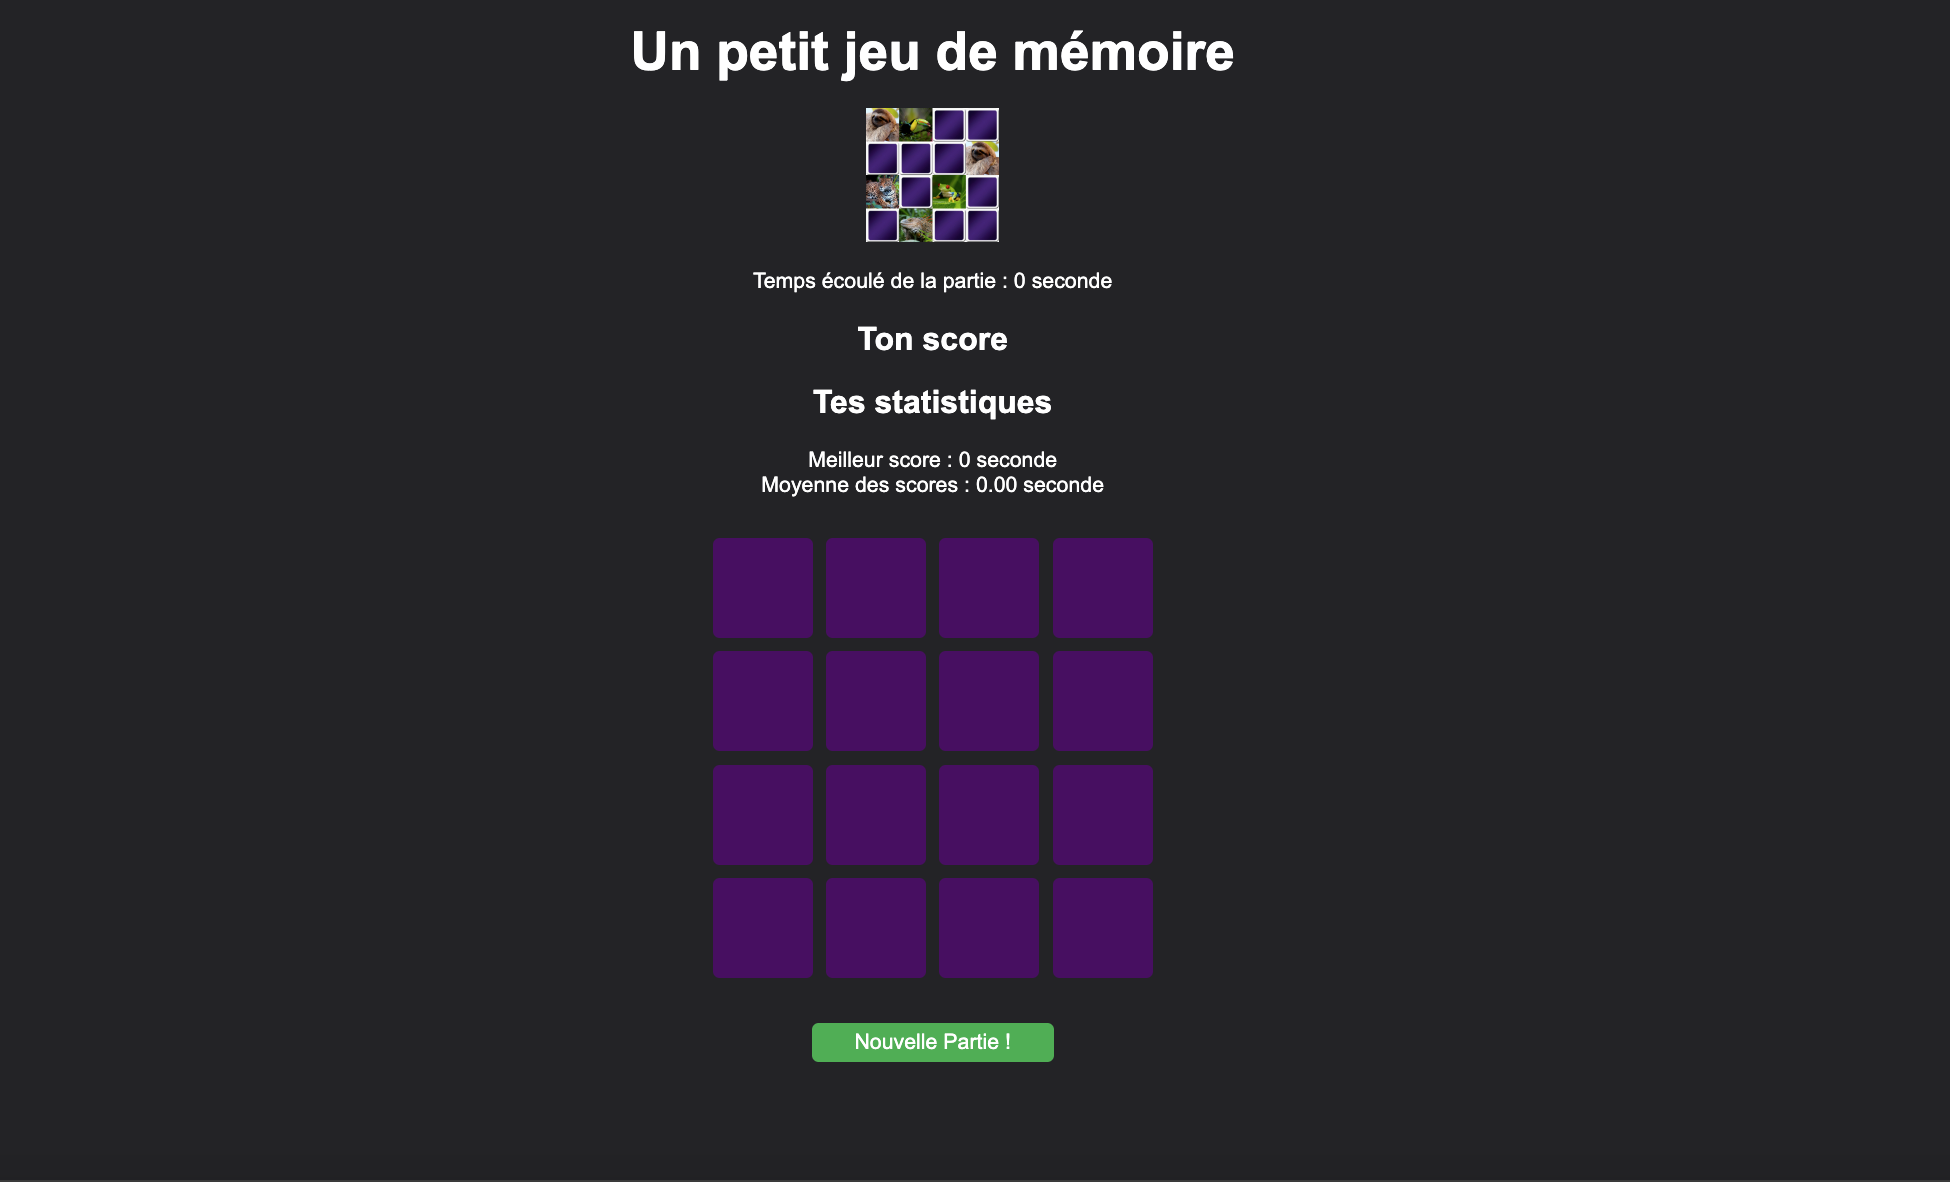 Un petit jeu de mémoire
Temps écoulé de la partie : 0 seconde
Ton score
Tes statistiques
Meilleur score : 0 seconde
Moyenne des scores : 0.00 seconde
Nouvelle Partie !